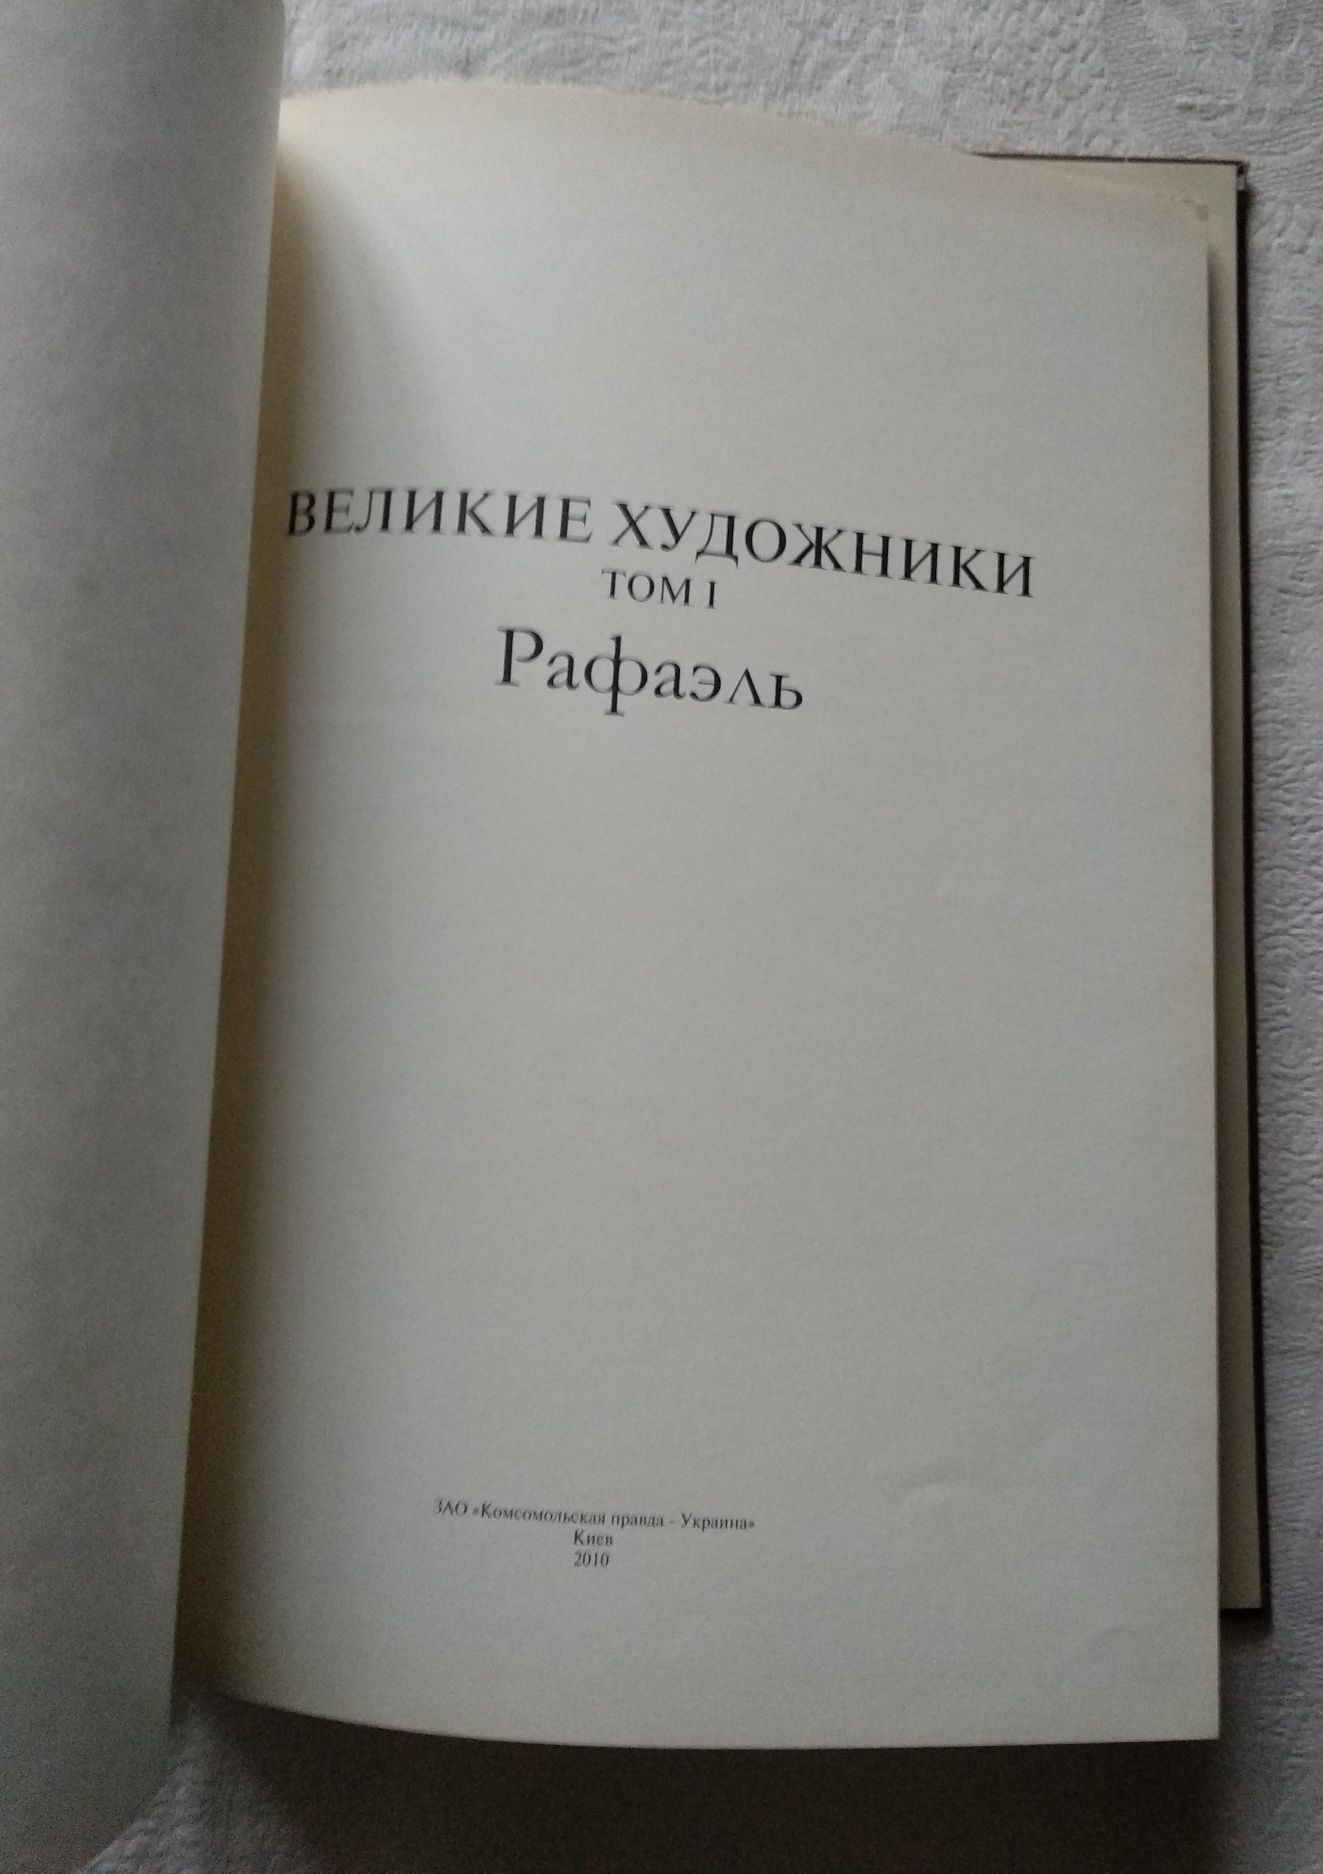 ВЕЛИКИЕ ХУДОЖНИКИ
ТОМ I
Рафаэль
ЗАО «Комсомольская правда - Украина»
Киев
2010